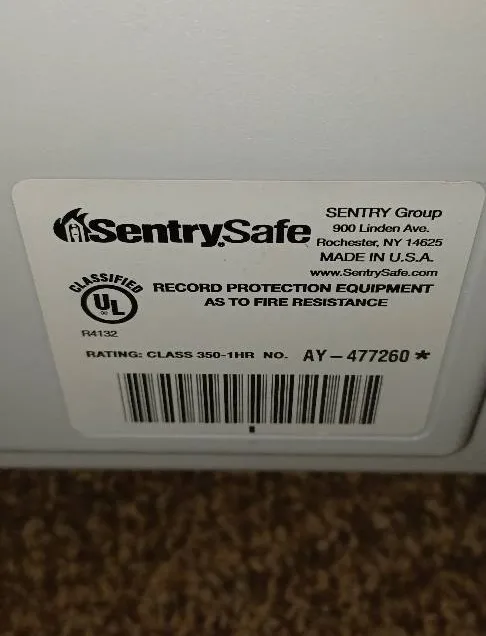 SentrySafe
SENTRY Group
900 Linden Ave.
Rochester, NY 14625
MADE IN U.S.A.
www.SentrySafe.com
CLASSIFIED
UL
RECORD PROTECTION EQUIPMENT
AS TO FIRE RESISTANCE
R4132
RATING: CLASS 350-1HR NO. AY-477260*